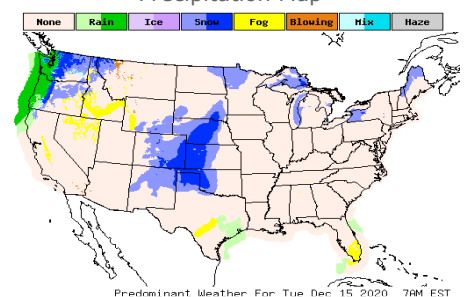 Precipitation Map
None Rain Ice Snow Fog Blowing Mix Haze
Predominant Weather For Tue Dec 15 2020 7AM EST